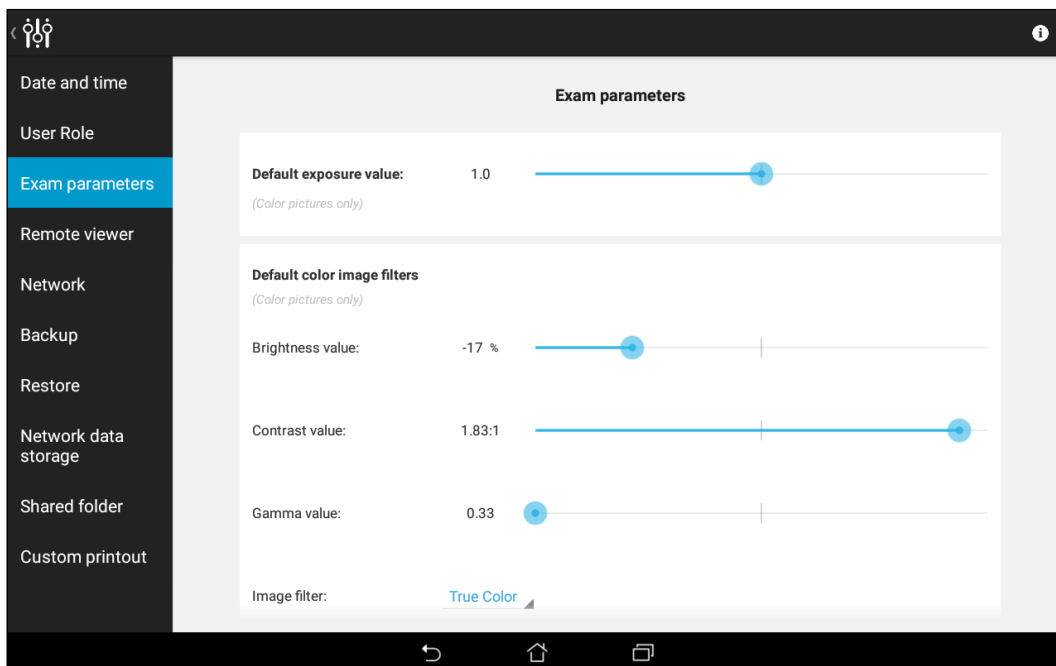 Date and time
User Role
Exam parameters
Remote viewer
Network
Backup
Restore
Network data
storage
Shared folder
Custom printout
Exam parameters
Default exposure value: 1.0
(Color pictures only)
Default color image filters
(Color pictures only)
Brightness value: -17 %
Contrast value: 1.83:1
Gamma value: 0.33
Image filter: True Color